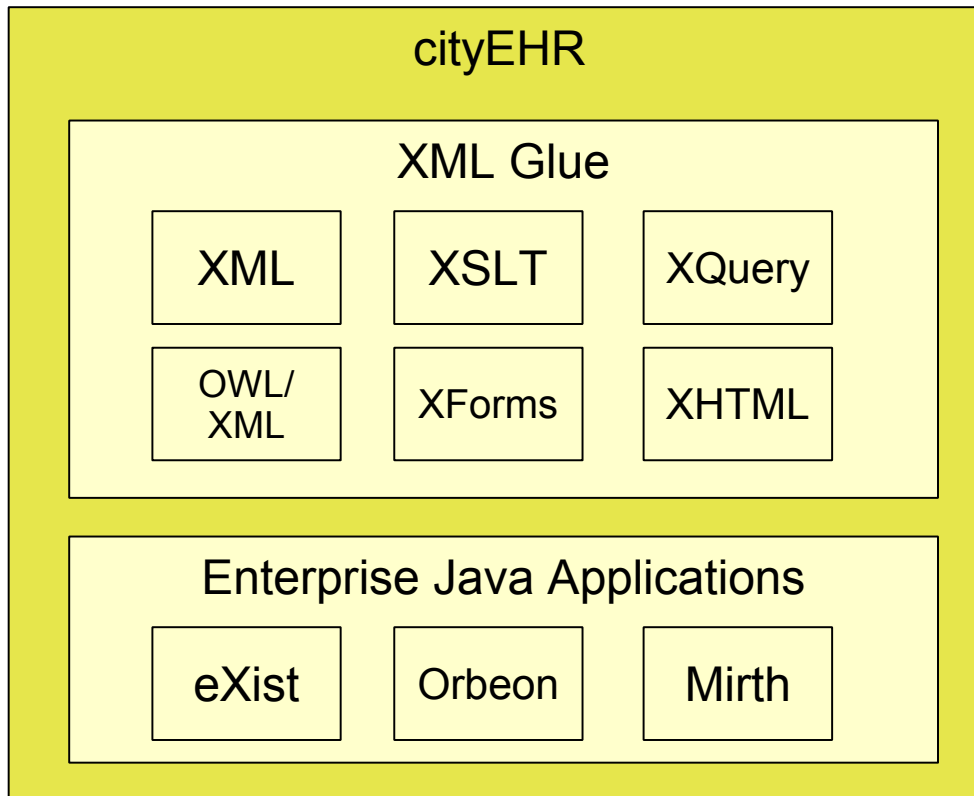 cityEHR
XML Glue
XML
XSLT
XQuery
OWL/
XML
XForms
XHTML
Enterprise Java Applications
eXist
Orbeon
Mirth